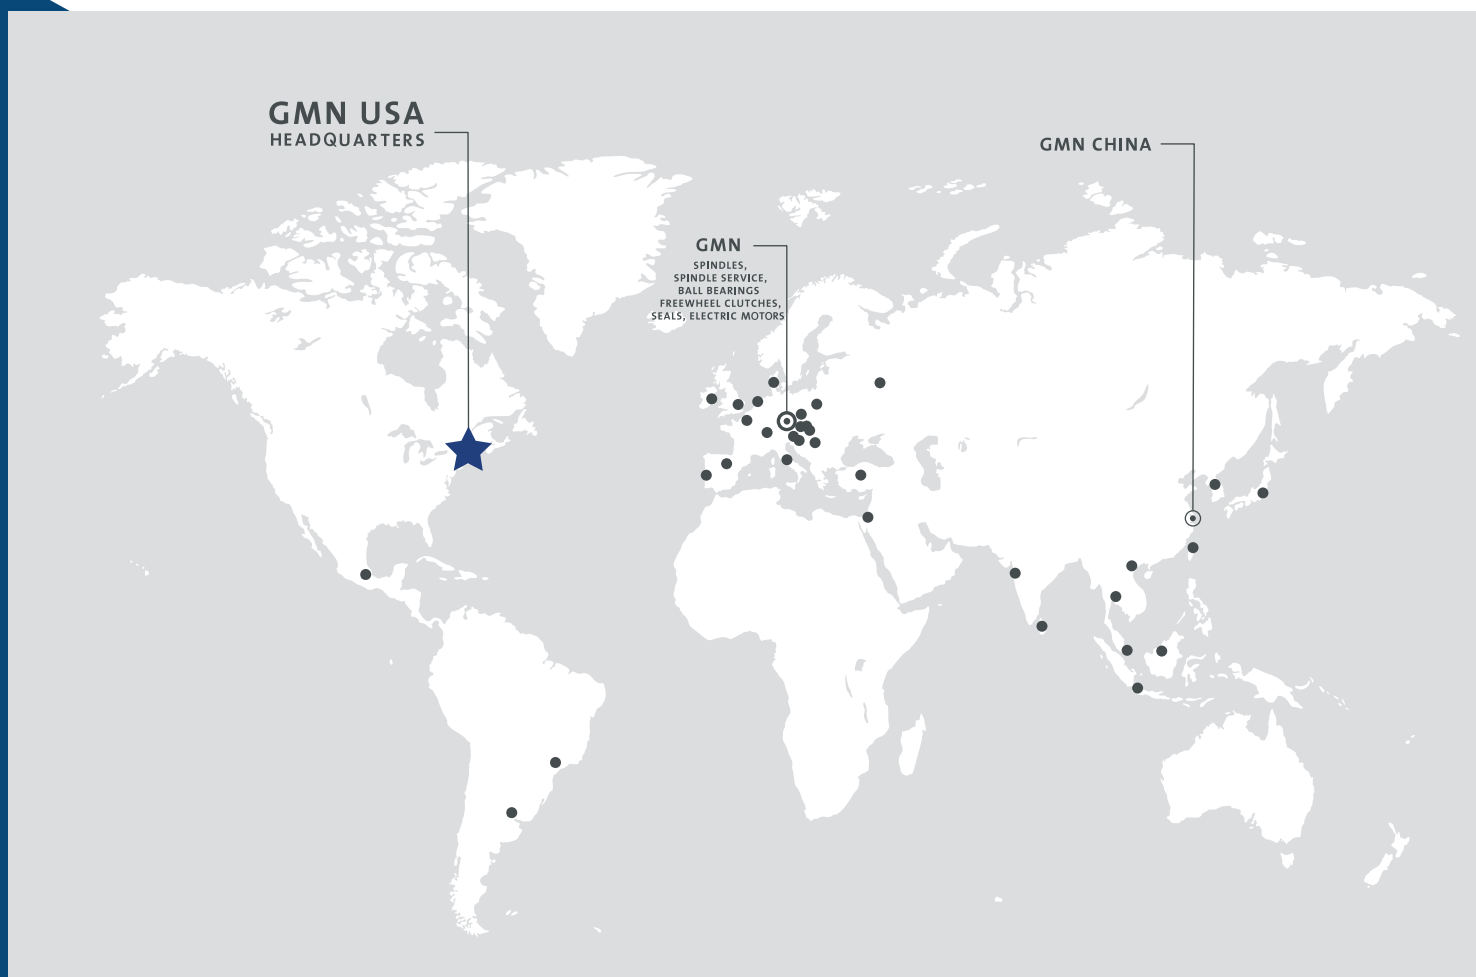 GMN USA
HEADQUARTERS
GMN CHINA
GMN
SPINDLES,
SPINDLE SERVICE,
BALL BEARINGS
FREEWHEEL CLUTCHES,
SEALS, ELECTRIC MOTORS